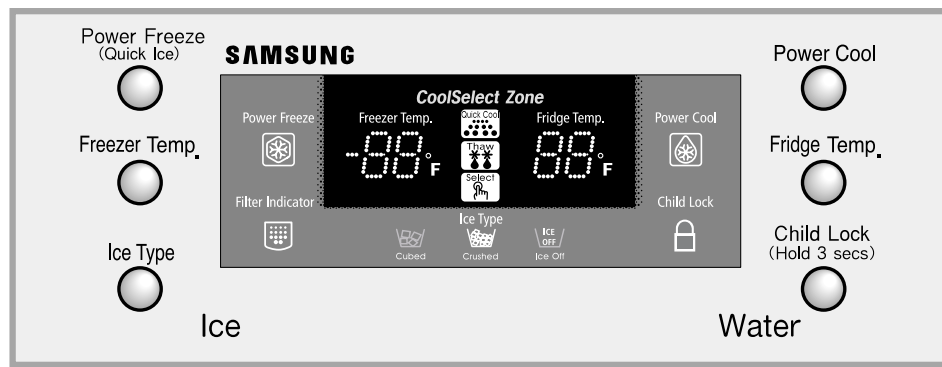 Power Freeze
(Quick Ice)
Freezer Temp.
Ice Type
SAMSUNG
CoolSelect Zone
Power Freeze
Freezer Temp.
-88°F
Quick Cool
Thaw
Select
Fridge Temp.
88°F
Power Cool
Filter Indicator
Child Lock
Ice Type
Cubed
Crushed
ICE
OFF
Ice Off
Power Cool
Fridge Temp.
Child Lock
(Hold 3 secs)
Ice
Water